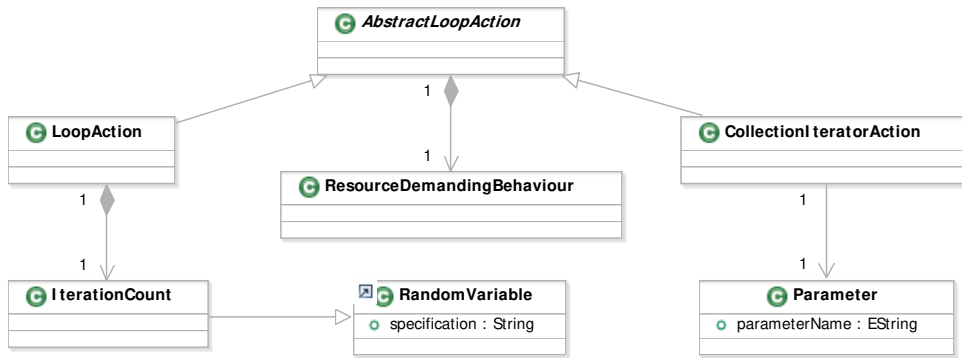 AbstractLoopAction
1
LoopAction
CollectionIteratorAction
1
ResourceDemandingBehaviour
1
1
1
1
IterationCount
RandomVariable
Parameter
specification : String
parameterName : EString